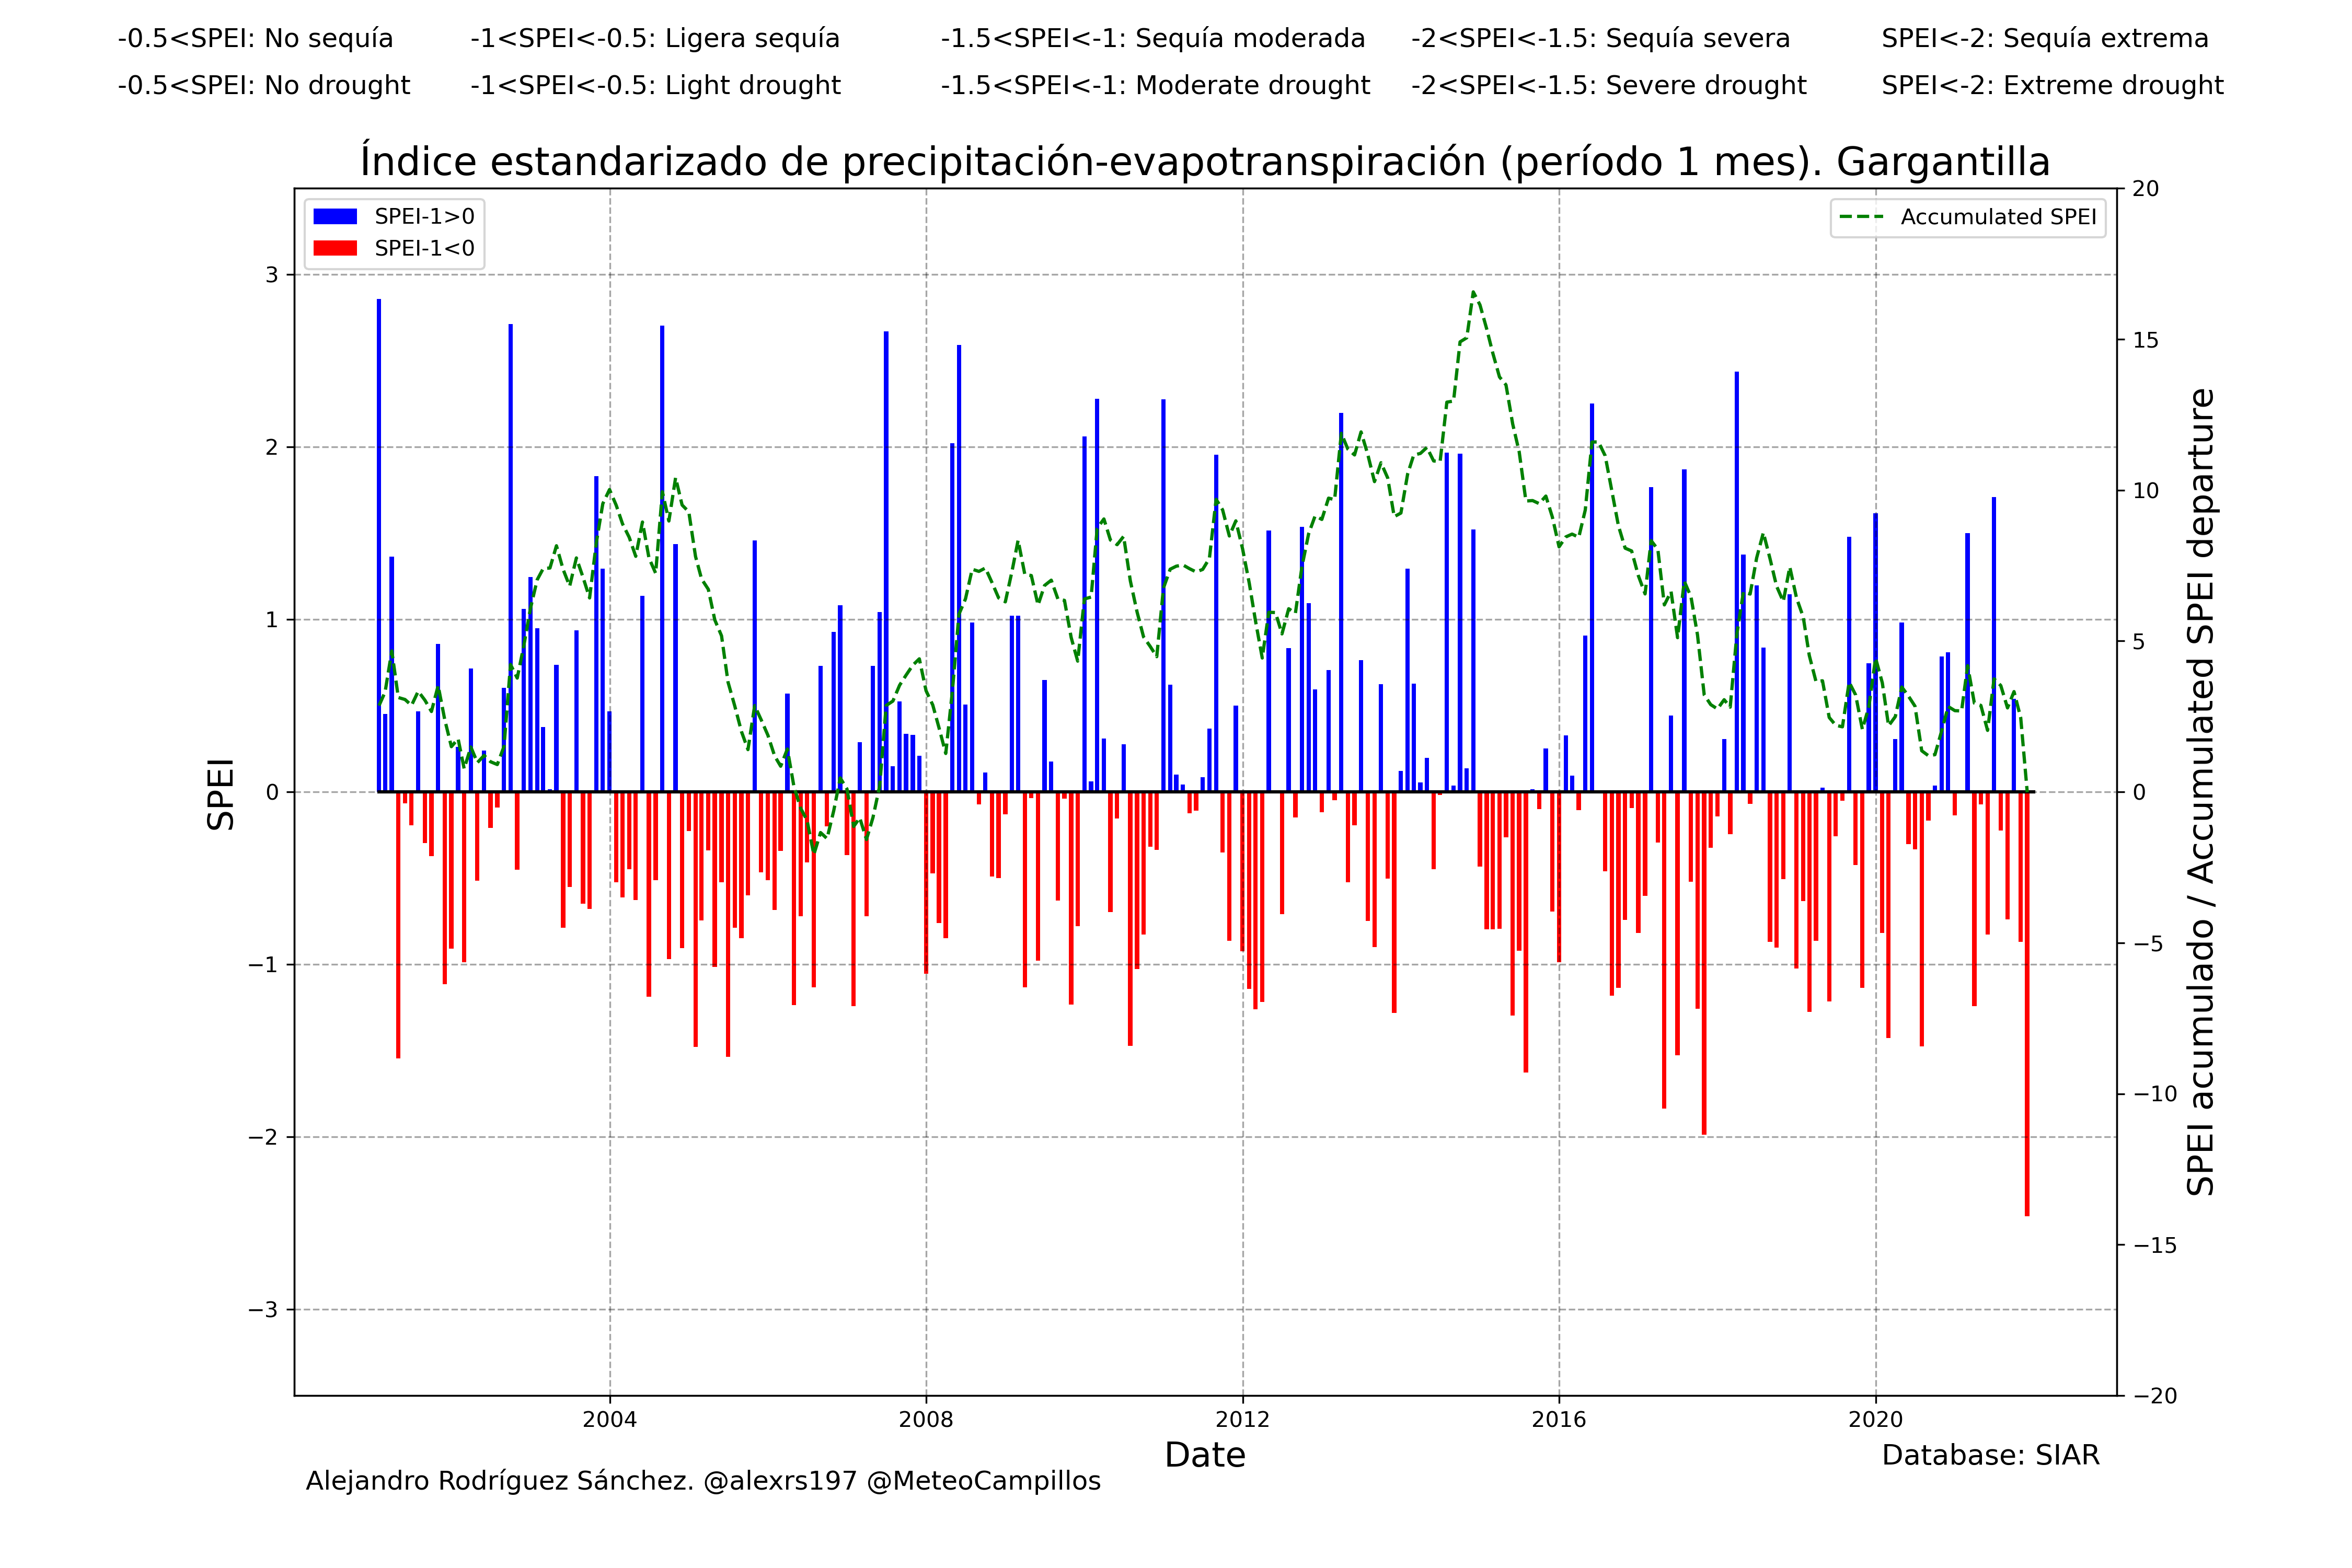 -0.5<SPEI: No sequía -1<SPEI<-0.5: Ligera sequía -1.5<SPEI<-1: Sequía moderada -2<SPEI<-1.5: Sequía severa SPEI<-2: Sequía extrema
-0.5<SPEI: No drought -1<SPEI<-0.5: Light drought -1.5<SPEI<-1: Moderate drought -2<SPEI<-1.5: Severe drought SPEI<-2: Extreme drought
Índice estandarizado de precipitación-evapotranspiración (período 1 mes). Gargantilla
SPEI-1>0
SPEI-1<0
Accumulated SPEI
SPEI
3
2
1
0
−1
−2
−3
20
15
10
5
0
−5
−10
−15
−20
SPEI acumulado / Accumulated SPEI departure
2004 2008 2012 2016 2020
Date
Database: SIAR
Alejandro Rodríguez Sánchez. @alexrs197 @MeteoCampillos